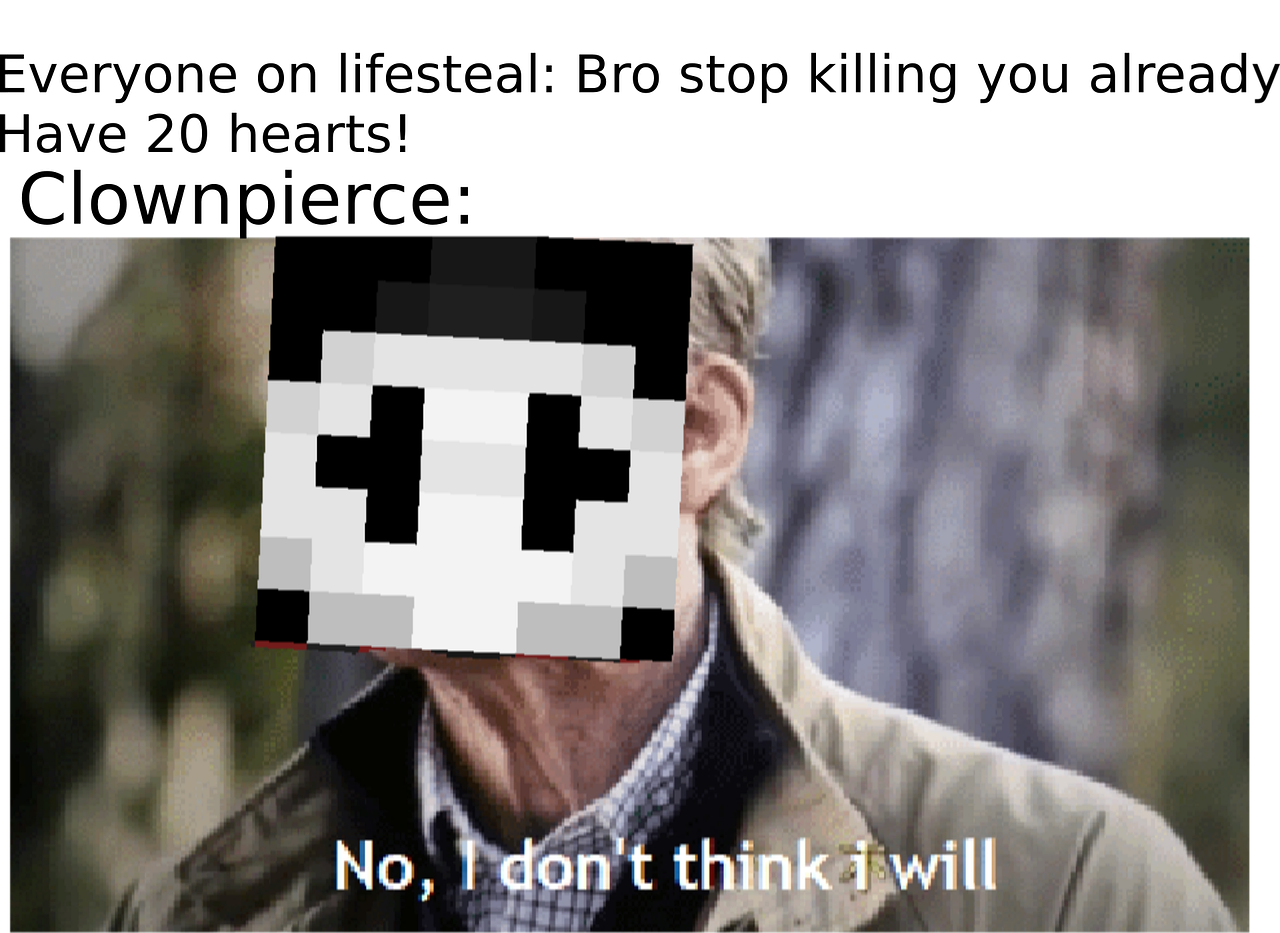 Everyone on lifesteal: Bro stop killing you already
Have 20 hearts!
Clownpierce:
No, I don't think i will